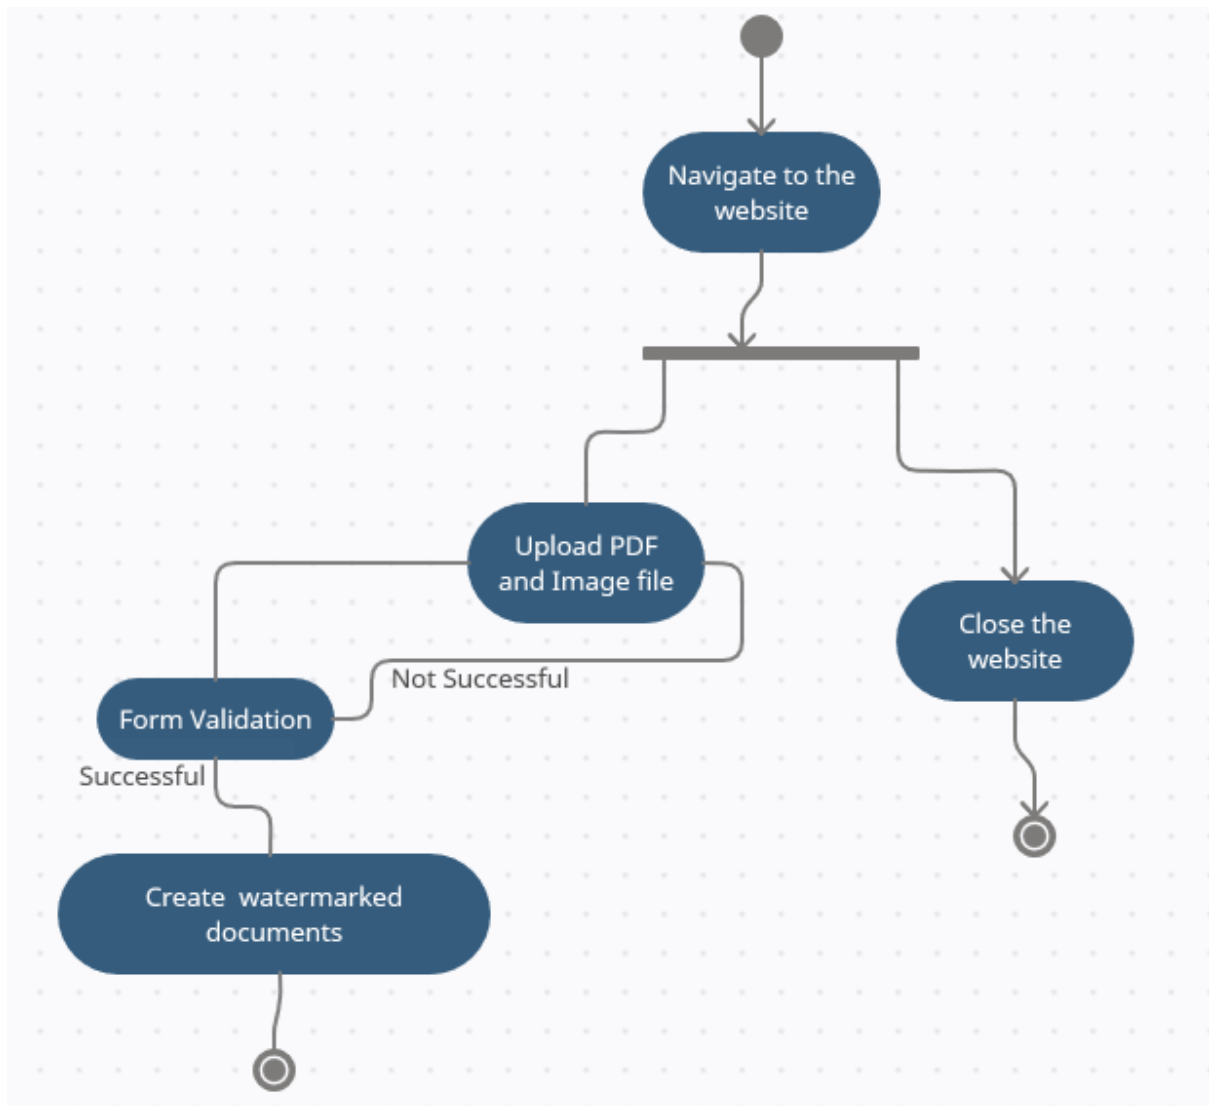 Navigate to the
website
Upload PDF
and Image file
Close the
website
Not Successful
Form Validation
Successful
Create  watermarked
documents